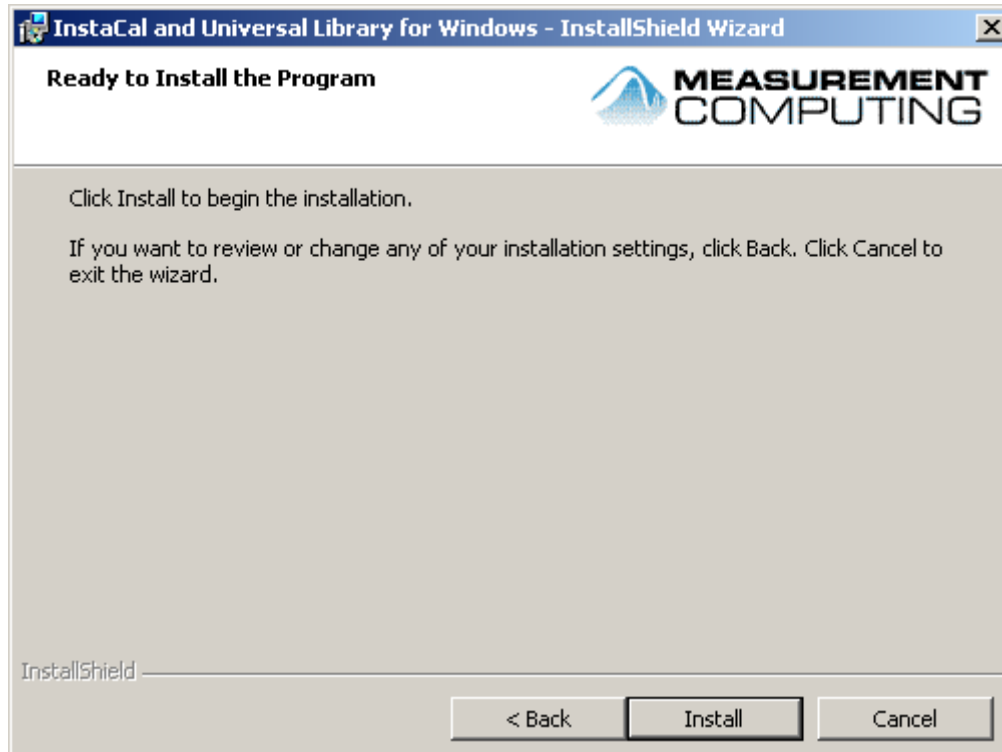 InstaCal and Universal Library for Windows - InstallShield Wizard
Ready to Install the Program
MEASUREMENT
COMPUTING
Click Install to begin the installation.
If you want to review or change any of your installation settings, click Back. Click Cancel to
exit the wizard.
InstallShield
< Back
Install
Cancel